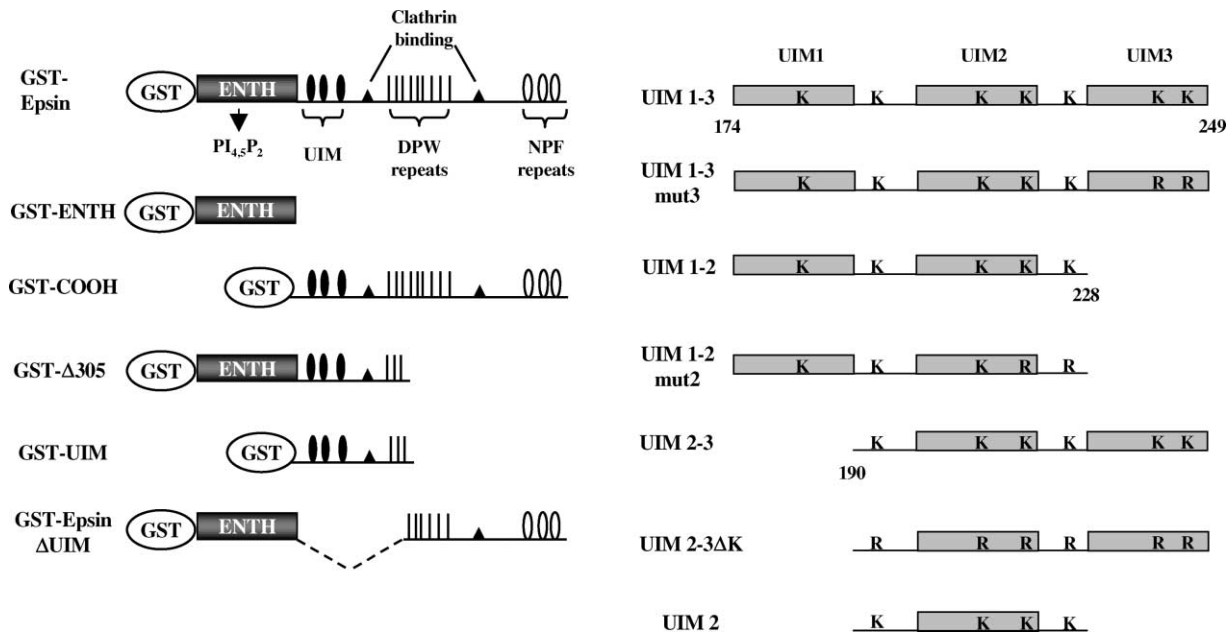 Clathrin
binding
GST-
Epsin
GST
ENTH
PI4,5P2
UIM
DPW
repeats
NPF
repeats
GST-ENTH
GST
ENTH
GST-COOH
GST
GST-Δ305
GST
ENTH
GST-UIM
GST
GST-Epsin
ΔUIM
GST
ENTH
UIM1 UIM2 UIM3
UIM 1-3
K K K K K K K
174 249
UIM 1-3
mut3
K K K K K R R
UIM 1-2
K K K K K
228
UIM 1-2
mut2
K K K R R
UIM 2-3
K K K K K K
190
UIM 2-3ΔK
R R R R R R
UIM 2
K K K K